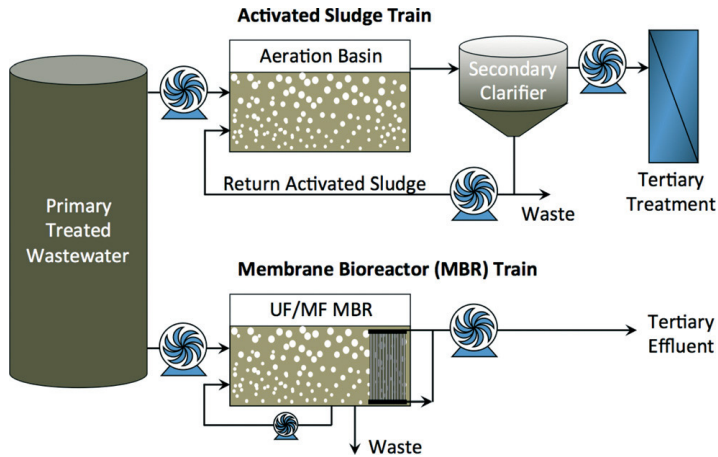 Activated Sludge Train
Aeration Basin
Secondary
Clarifier
Primary
Treated
Wastewater
Return Activated Sludge
Waste
Tertiary
Treatment
Membrane Bioreactor (MBR) Train
UF/MF MBR
Tertiary
Effluent
Waste